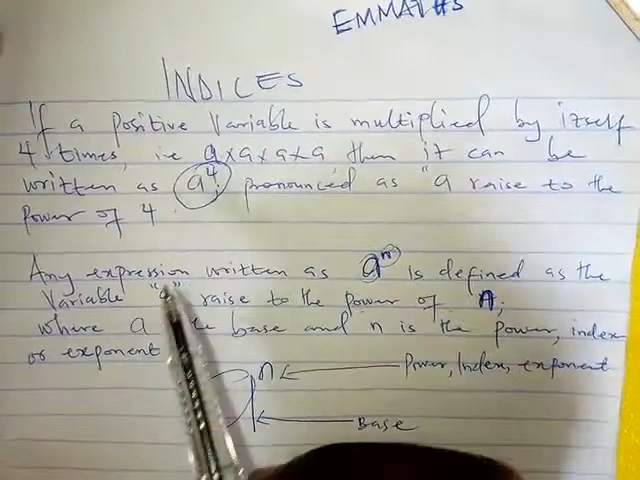 EMMATHS
INDICES
If a positive Variable is multiplied by itself
4 times, ie a x a x a x a then it can be
written as a⁴; pronounced as "a raise to the
Power of 4
Any expression written as aⁿ is defined as the
Variable "a" raise to the power of n;
where a the base and n is the power, index
or exponent
n Power, Index, exponent
Base